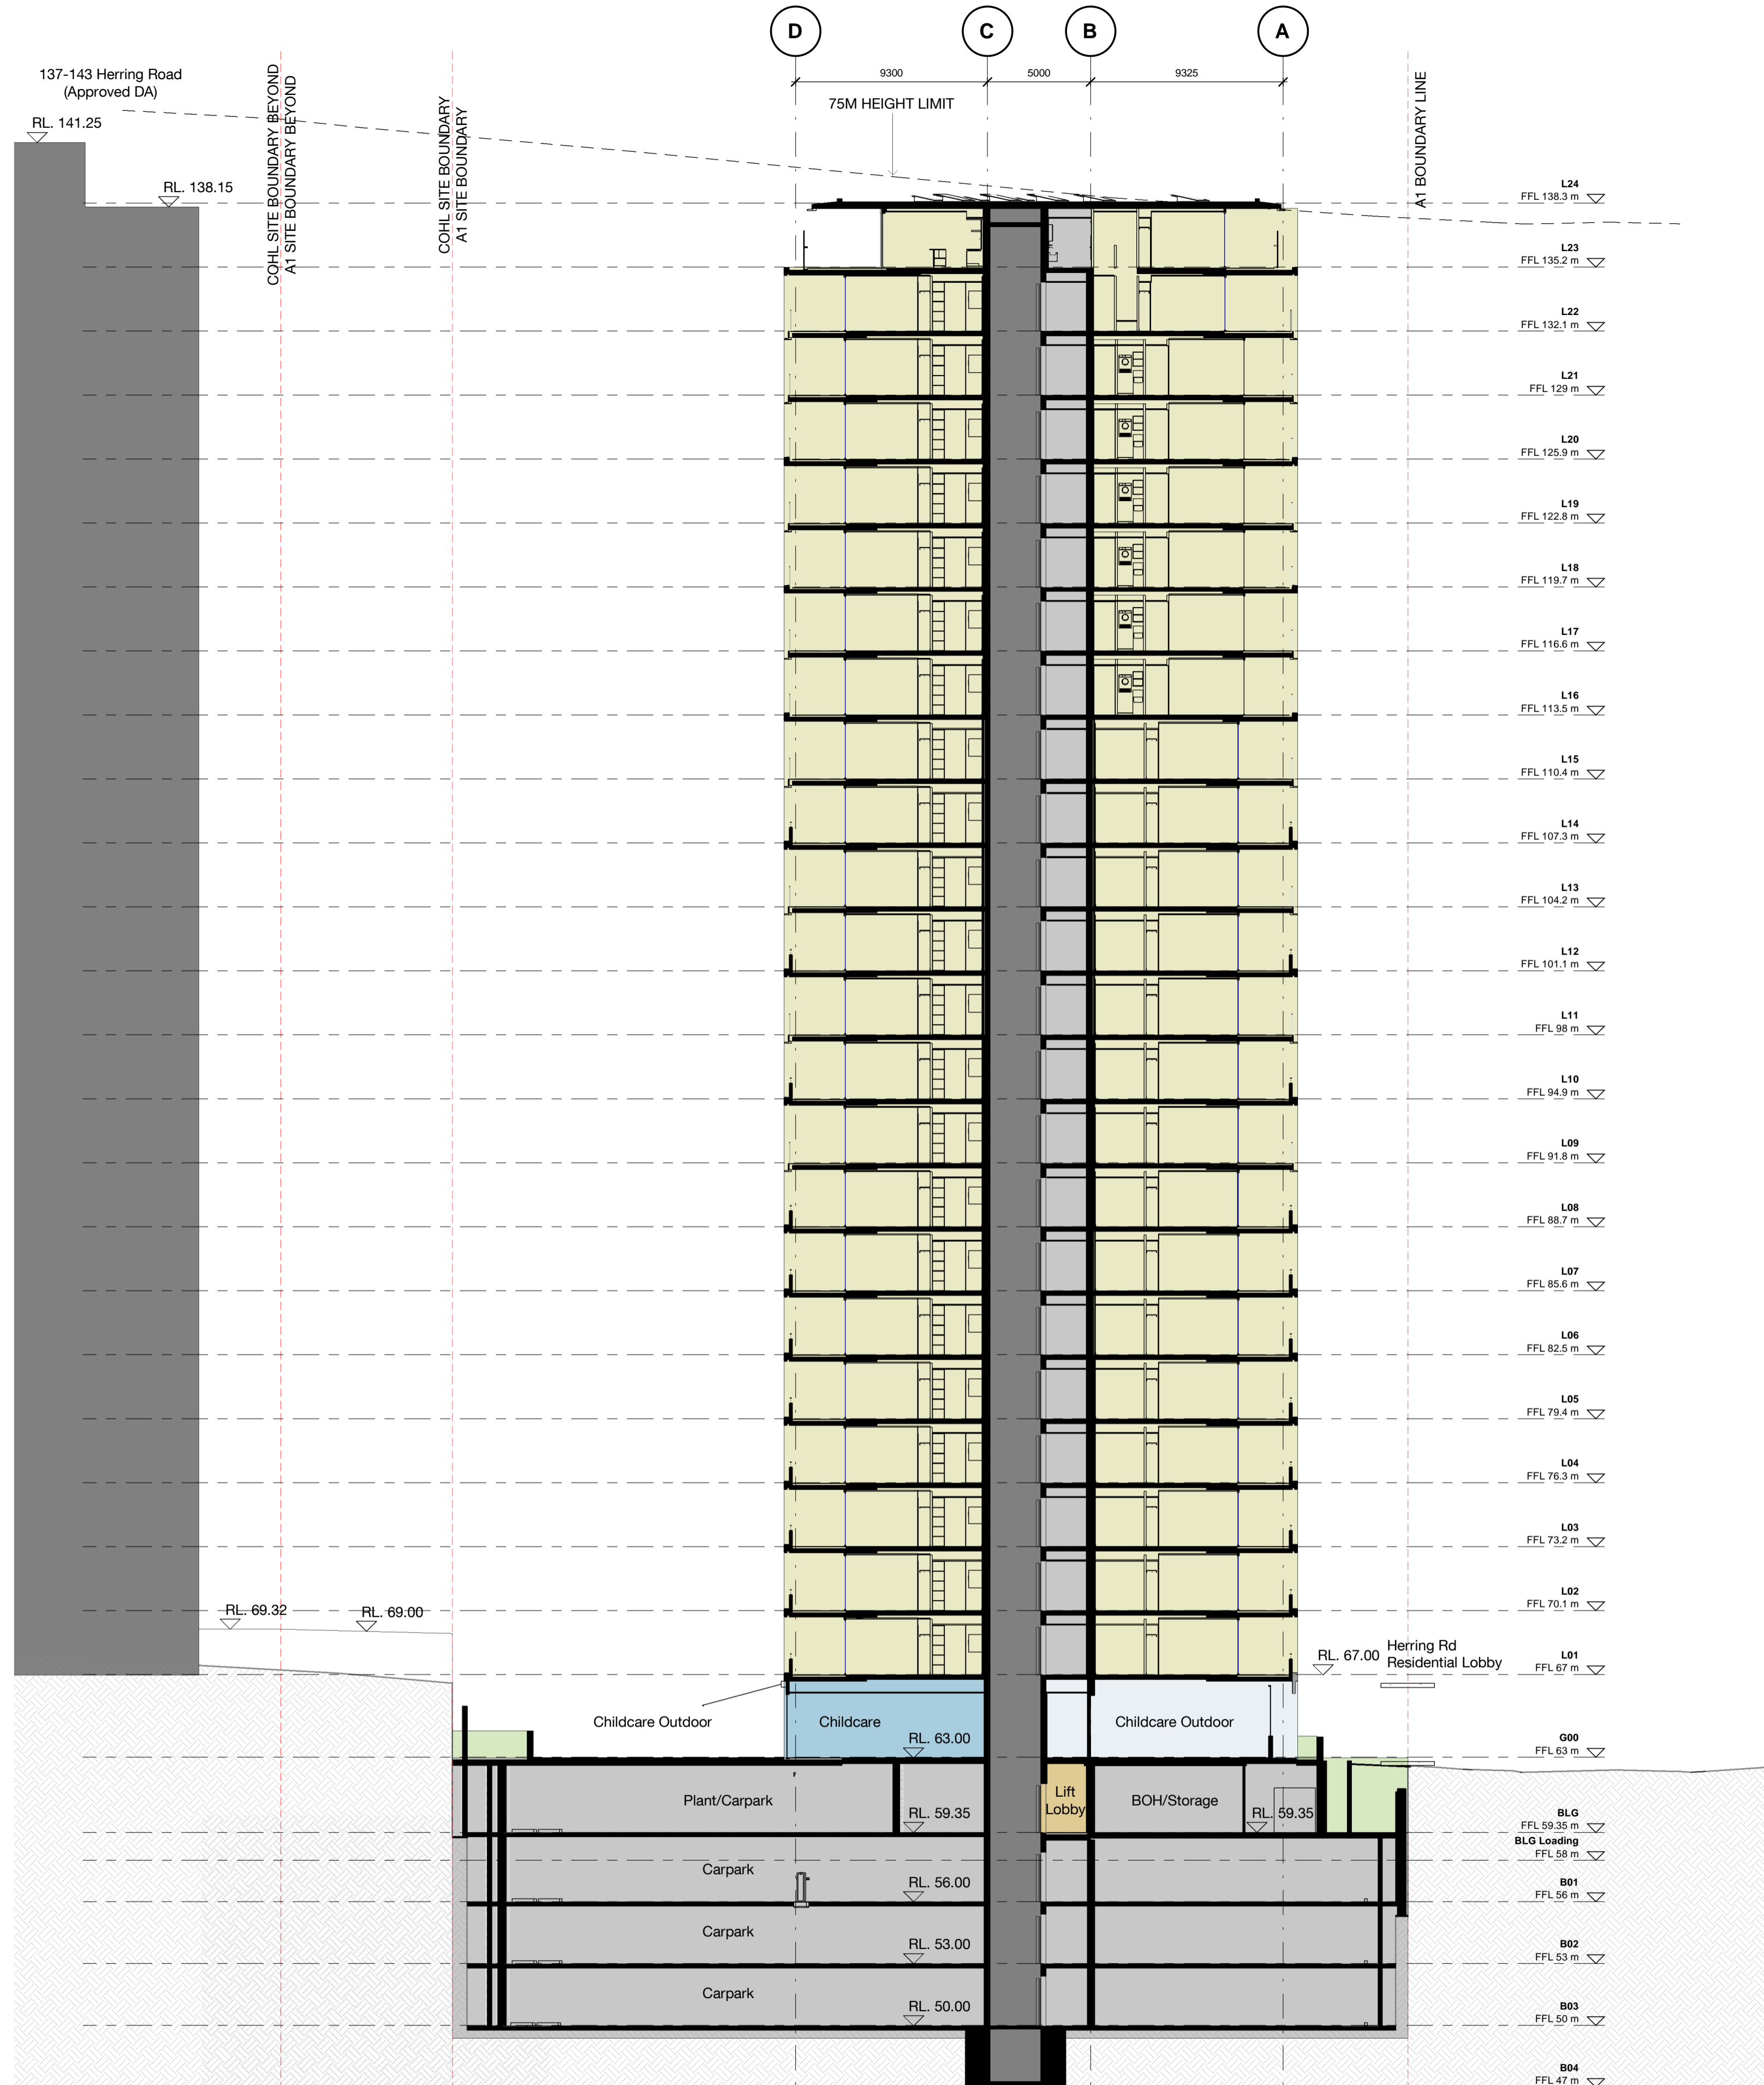 D
C
B
A
9300
5000
9325
137-143 Herring Road
(Approved DA)
RL. 141.25
RL. 138.15
COHL SITE BOUNDARY BEYOND
A1 SITE BOUNDARY BEYOND
COHL SITE BOUNDARY
A1 SITE BOUNDARY
75M HEIGHT LIMIT
A1 BOUNDARY LINE
L24
FFL 138.3 m
L23
FFL 135.2 m
L22
FFL 132.1 m
L21
FFL 129 m
L20
FFL 125.9 m
L19
FFL 122.8 m
L18
FFL 119.7 m
L17
FFL 116.6 m
L16
FFL 113.5 m
L15
FFL 110.4 m
L14
FFL 107.3 m
L13
FFL 104.2 m
L12
FFL 101.1 m
L11
FFL 98 m
L10
FFL 94.9 m
L09
FFL 91.8 m
L08
FFL 88.7 m
L07
FFL 85.6 m
L06
FFL 82.5 m
L05
FFL 79.4 m
L04
FFL 76.3 m
L03
FFL 73.2 m
L02
FFL 70.1 m
RL. 69.32
RL. 69.00
RL. 67.00
Herring Rd
Residential Lobby
L01
FFL 67 m
Childcare Outdoor
Childcare
Childcare Outdoor
RL. 63.00
G00
FFL 63 m
Plant/Carpark
Lift
Lobby
BOH/Storage
RL. 59.35
RL. 59.35
BLG
FFL 59.35 m
BLG Loading
FFL 58 m
Carpark
RL. 56.00
B01
FFL 56 m
Carpark
RL. 53.00
B02
FFL 53 m
Carpark
RL. 50.00
B03
FFL 50 m
B04
FFL 47 m